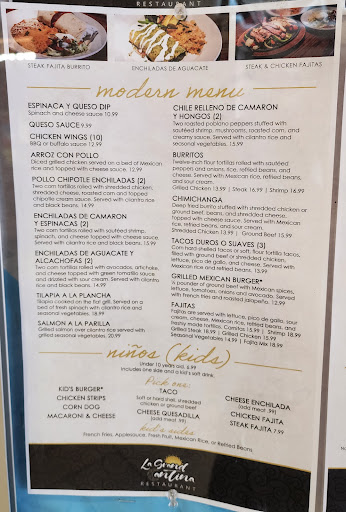 RESTAURANT
STEAK FAJITA BURRITO
ENCHILADAS DE AGUACATE
STEAK & CHICKEN FAJITAS
modern menu
ESPINACA Y QUESO DIP
Spinach and cheese sauce 10.99
QUESO SAUCE 9.99
CHICKEN WINGS (10)
BBQ or buffalo sauce 12.99
ARROZ CON POLLO
Diced grilled chicken served on a bed of Mexican
rice and topped with cheese sauce. 12.99
POLLO CHIPOTLE ENCHILADAS (2)
Two corn tortillas rolled with shredded chicken,
shredded cheese, roasted corn and topped
chipotle cream sauce. Served with cilantro rice
and black beans. 14.99
ENCHILADAS DE CAMARON
Y ESPINACAS (2)
Two corn tortillas rolled with sautéed shrimp,
spinach, and cheese topped with cheese sauce.
Served with cilantro rice and black beans. 15.99
ENCHILADAS DE AGUACATE Y
ALCACHOFAS (2)
Two corn tortillas rolled with avocados, artichoke,
and cheese topped with green tomatillo sauce
and drizzled with sour cream. Served with cilantro
rice and black beans. 14.99
TILAPIA A LA PLANCHA
Tilapia cooked on the flat grill. Served on a
bed of fresh spinach with cilantro rice and
seasonal vegetables. 18.99
SALMON A LA PARILLA
Grilled salmon over cilantro rice served with
grilled seasonal vegetables. 20.99
CHILE RELLENO DE CAMARON
Y HONGOS (2)
Two roasted poblano peppers stuffed with
sautéed shrimp, mushrooms, roasted corn, and
creamy sauce. Served with cilantro rice and
seasonal vegetables. 15.99
BURRITOS
Twelve-inch flour tortillas rolled with sautéed
peppers and onions, rice, refried beans, and
cheese. Served with Mexican rice, refried beans,
and sour cream.
Grilled Chicken 13.99 | Steak 16.99 | Shrimp 16.99
CHIMICHANGA
Deep fried burrito stuffed with shredded chicken or
ground beef, beans, and shredded cheese.
Topped with cheese sauce. Served with Mexican
rice, refried beans, and sour cream.
Shredded Chicken 13.99 | Ground Beef 15.99
TACOS DUROS O SUAVES (3)
Corn hard shelled tacos or soft, flour tortilla tacos,
filled with ground beef or shredded chicken,
lettuce, pico de gallo, and cheese. Served with
Mexican rice and refried beans. 13.99
GRILLED MEXICAN BURGER*
pounder of ground beef with Mexican spices,
lettuce, tomatoes, onions and avocados. Served
with french fries and roasted jalapeño. 12.99
FAJITAS
Fajitas are served with lettuce, pico de gallo, sour
cream, cheese, Mexican rice, refried beans, and
freshly made tortillas. Camitas 15.99 | Shrimp 18.99
Grilled Steak 18.99 | Grilled Chicken 15.99
Seasonal Vegetables 14.99 | Fajita Mix 18.99
niños (kids)
Under 10 years old. 6.99
Includes one side and a kid's soft drink.
Pick one:
KID'S BURGER*
CHICKEN STRIPS
CORN DOG
MACARONI & CHEESE
TACO
soft or hard shell, shredded
chicken or ground beef
CHEESE QUESADILLA
(add meat .99)
CHEESE ENCHILADA
(add meat .99)
CHICKEN FAJITA
STEAK FAJITA 7.99
kid's sides
French Fries, Applesauce, Fresh Fruit, Mexican Rice, or Refried Beans.
La Grand
Cantina
RESTAURANT